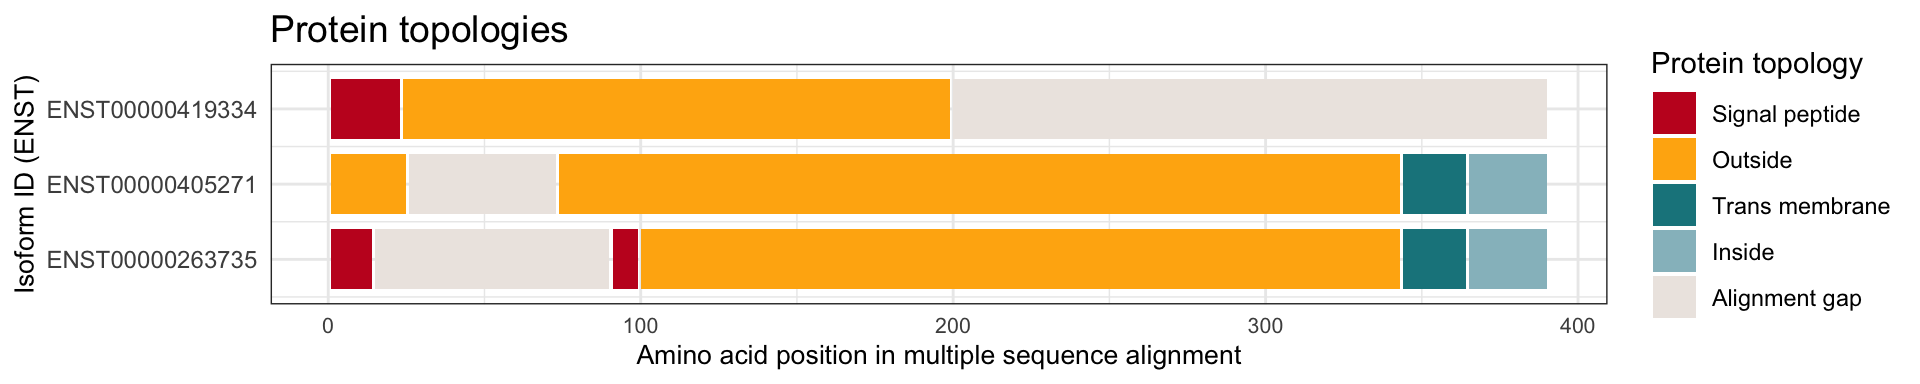 Protein topologies
Isoform ID (ENST)
ENST00000419334
ENST00000405271
ENST00000263735
0 100 200 300 400
Amino acid position in multiple sequence alignment
Protein topology
Signal peptide
Outside
Trans membrane
Inside
Alignment gap